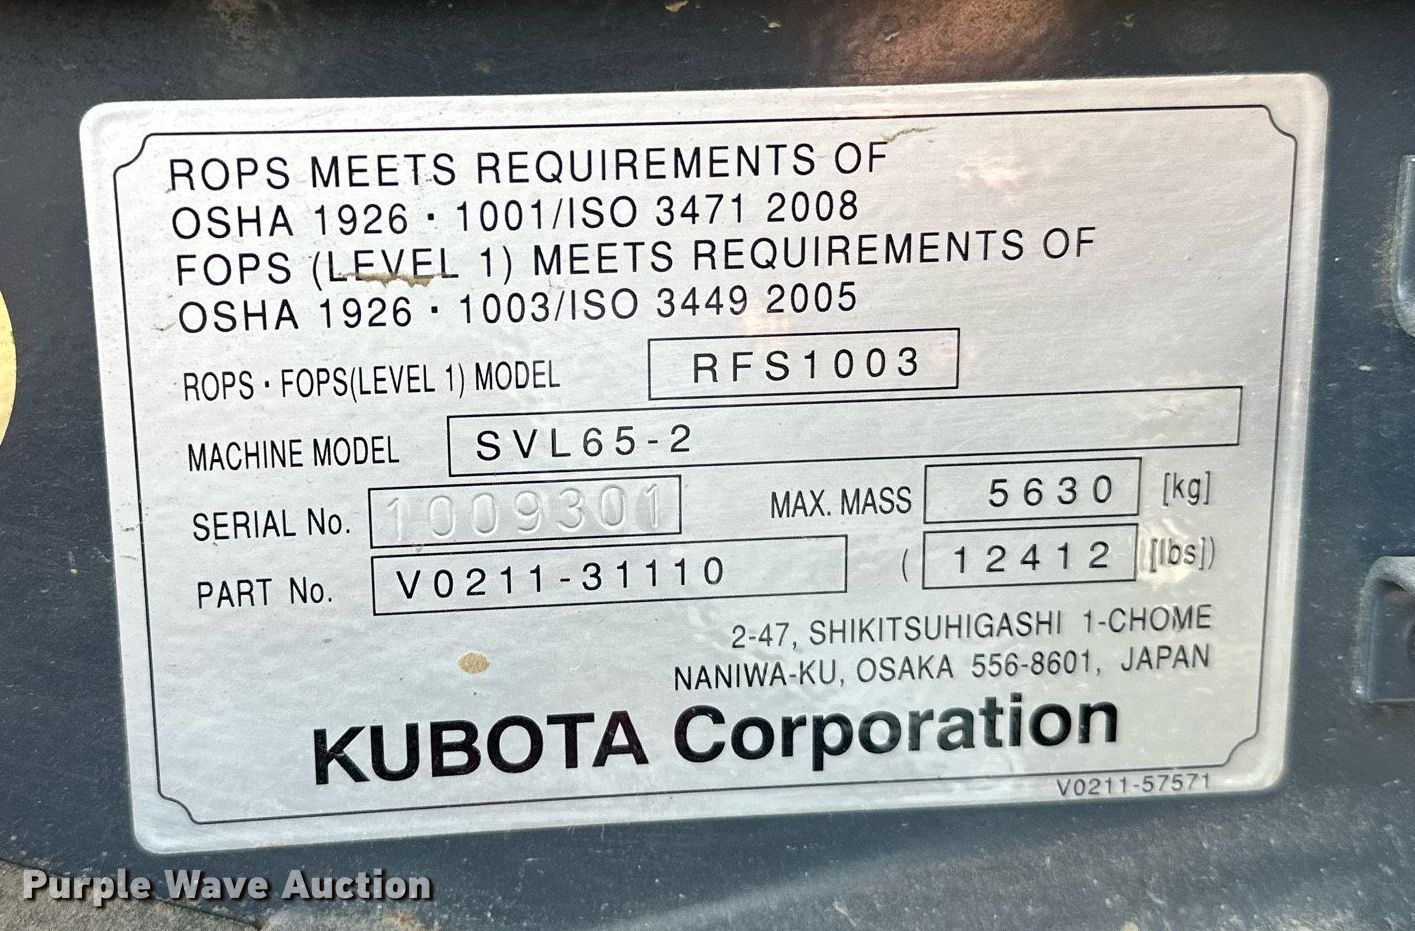 ROPS MEETS REQUIREMENTS OF
OSHA 1926・1001/ISO 3471 2008
FOPS (LEVEL 1) MEETS REQUIREMENTS OF
OSHA 1926・1003/ISO 3449 2005
ROPS・FOPS(LEVEL 1) MODEL RFS1003
MACHINE MODEL SVL65-2
SERIAL No. 1009301 MAX. MASS 5630 [kg]
PART No. V0211-31110 (12412 [lbs])
2-47, SHIKITSUHIGASHI 1-CHOME
NANIWA-KU, OSAKA 556-8601, JAPAN
KUBOTA Corporation
V0211-57571
Purple Wave Auction